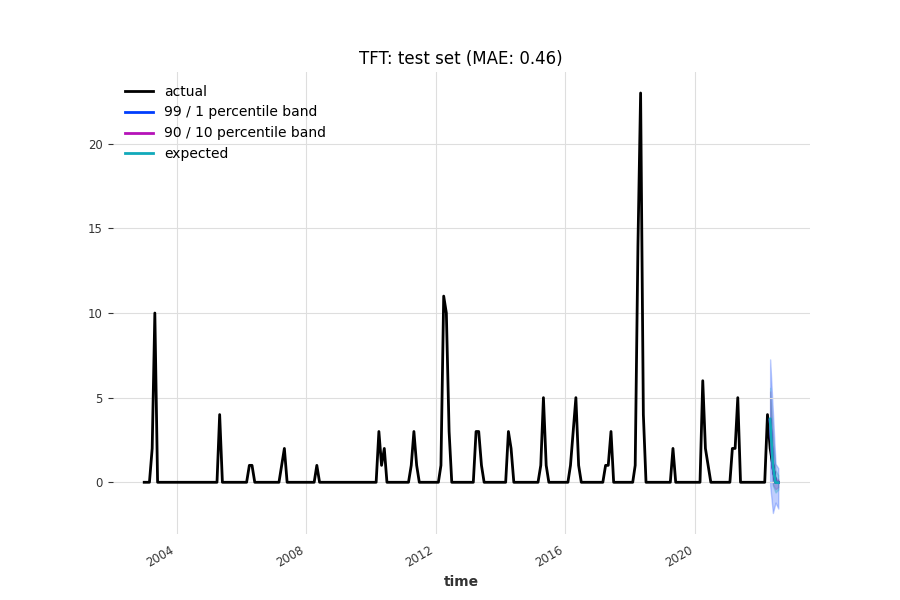 TFT: test set (MAE: 0.46)
actual
99 / 1 percentile band
90 / 10 percentile band
expected
20
15
10
5
0
2004
2008
2012
2016
2020
time